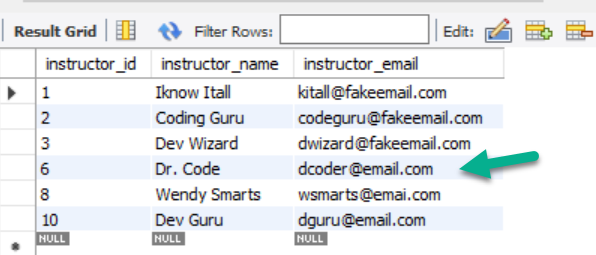 Result Grid Filter Rows: Edit:
instructor_id instructor_name instructor_email
1 Iknow Itall kitall@fakeemail.com
2 Coding Guru codeguru@fakeemail.com
3 Dev Wizard dwizard@fakeemail.com
6 Dr. Code dcoder@email.com
8 Wendy Smarts wsmarts@emai.com
10 Dev Guru dguru@email.com
NULL NULL NULL